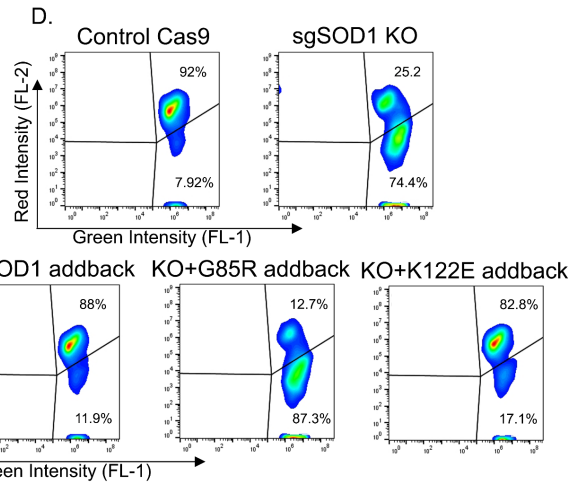 D.
Control Cas9
sgSOD1 KO
Red Intensity (FL-2)
92%
7.92%
25.2
74.4%
Green Intensity (FL-1)
OD1 addback
KO+G85R addback
KO+K122E addback
88%
11.9%
12.7%
87.3%
82.8%
17.1%
een Intensity (FL-1)